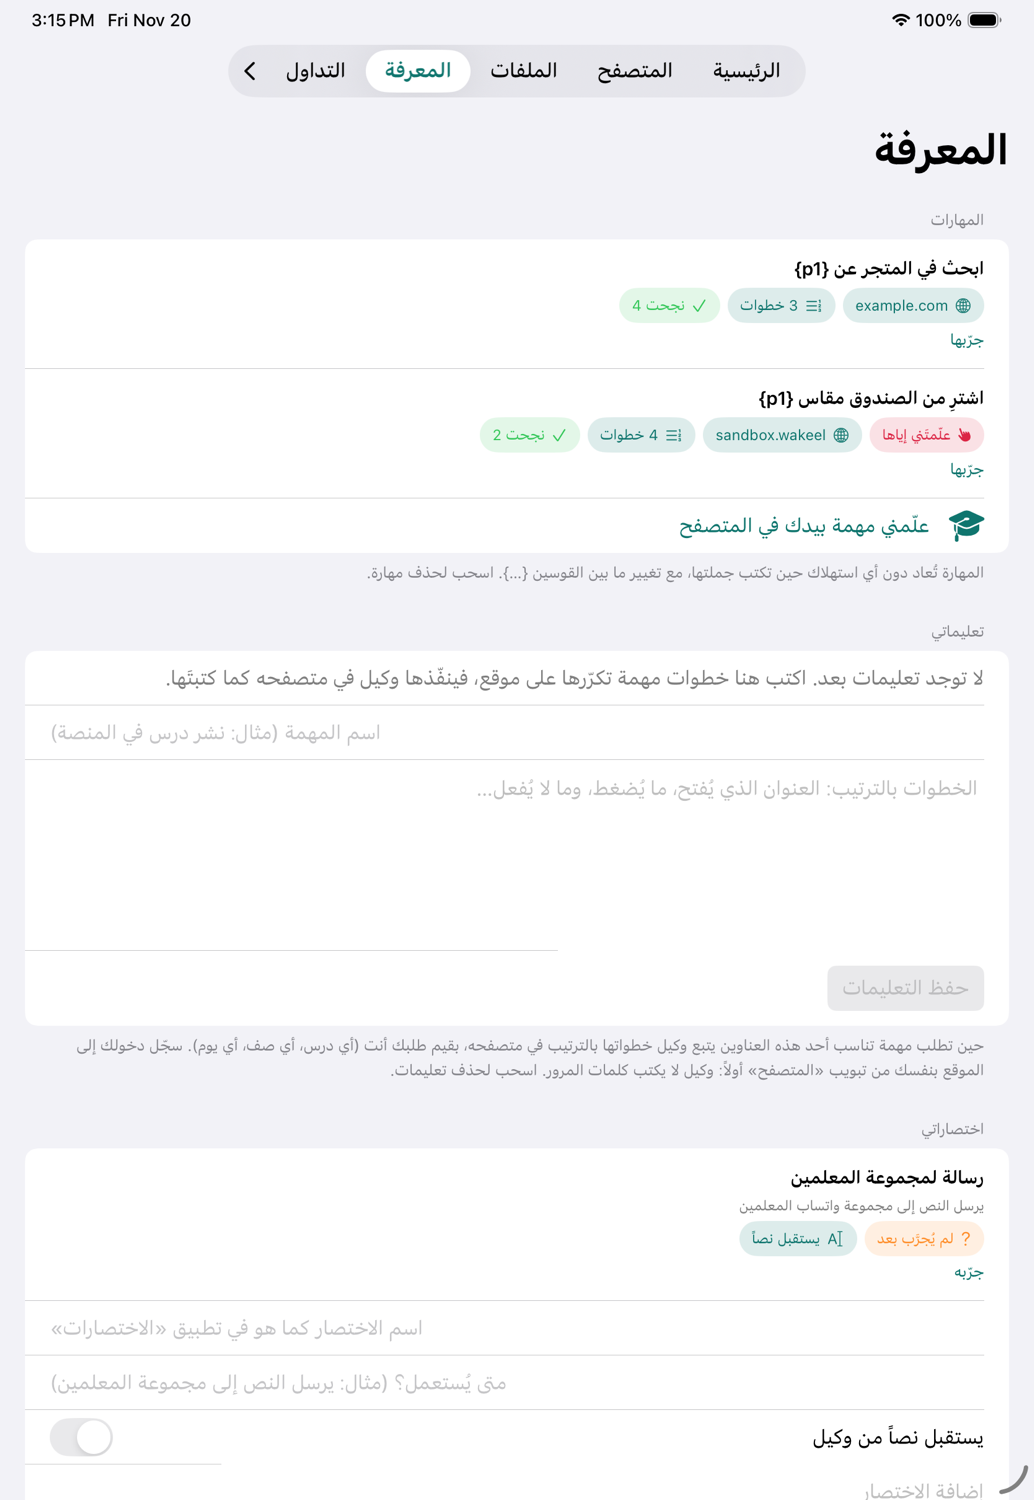 3:15 PM Fri Nov 20
100%
الرئيسية المتصفح الملفات المعرفة التداول
المعرفة
المهارات
ابحث في المتجر عن {p1}
example.com 3 خطوات نجحت 4
جرّبها
اشترِ من الصندوق مقاس {p1}
علّمتَني إياها sandbox.wakeel 4 خطوات نجحت 2
جرّبها
علّمني مهمة بيدك في المتصفح
المهارة تُعاد دون أي استهلاك حين تكتب جملتها، مع تغيير ما بين القوسين {…}. اسحب لحذف مهارة.
تعليماتي
لا توجد تعليمات بعد. اكتب هنا خطوات مهمة تكرّرها على موقع، فينفّذها وكيل في متصفحه كما كتبتَها.
اسم المهمة (مثال: نشر درس في المنصة)
الخطوات بالترتيب: العنوان الذي يُفتح، ما يُضغط، وما لا يُفعل...
حفظ التعليمات
حين تطلب مهمة تناسب أحد هذه العناوين يتبع وكيل خطواتها بالترتيب في متصفحه، بقيم طلبك أنت (أي درس، أي صف، أي يوم). سجّل دخولك إلى
الموقع بنفسك من تبويب «المتصفح» أولاً: وكيل لا يكتب كلمات المرور. اسحب لحذف تعليمات.
اختصاراتي
رسالة لمجموعة المعلمين
يرسل النص إلى مجموعة واتساب المعلمين
? لم يُجرَّب بعد يستقبل نصاً
جرّبه
اسم الاختصار كما هو في تطبيق «الاختصارات»
متى يُستعمل؟ (مثال: يرسل النص إلى مجموعة المعلمين)
يستقبل نصاً من وكيل
إضافة الاختصار